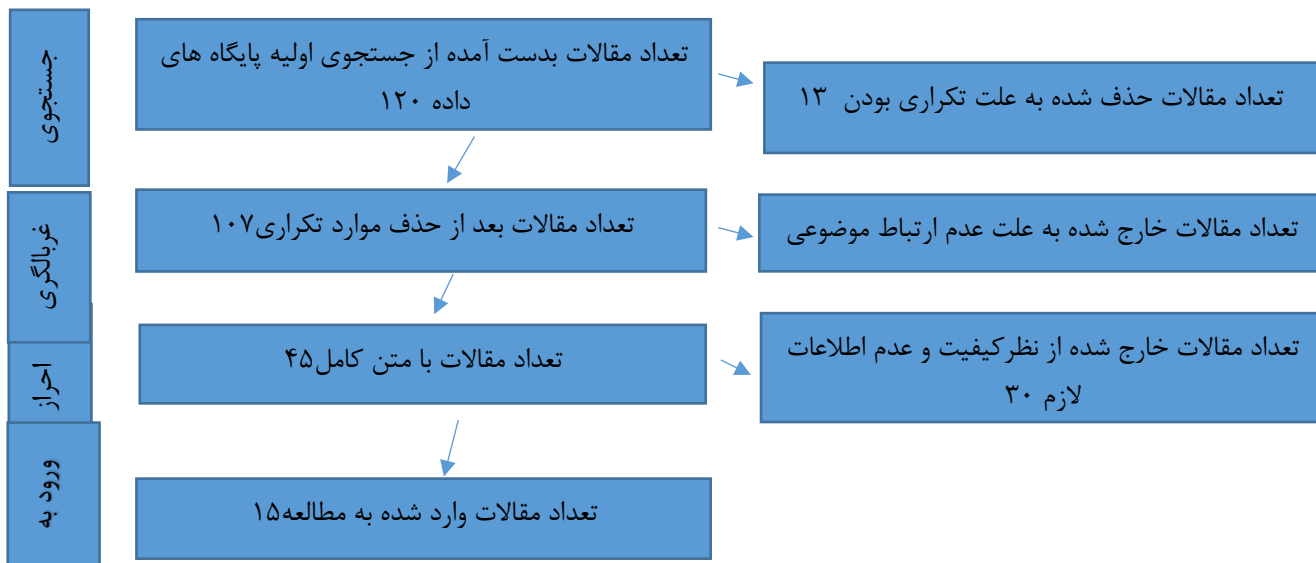 جستجوی
تعداد مقالات بدست آمده از جستجوی اولیه پایگاه های
داده ۱۲۰
تعداد مقالات حذف شده به علت تکراری بودن ۱۳
غربالگری
تعداد مقالات بعد از حذف موارد تکراری۱۰۷
تعداد مقالات خارج شده به علت عدم ارتباط موضوعی
احراز
تعداد مقالات با متن کامل۴۵
تعداد مقالات خارج شده از نظرکیفیت و عدم اطلاعات
لازم ۳۰
ورود به
تعداد مقالات وارد شده به مطالعه۱۵